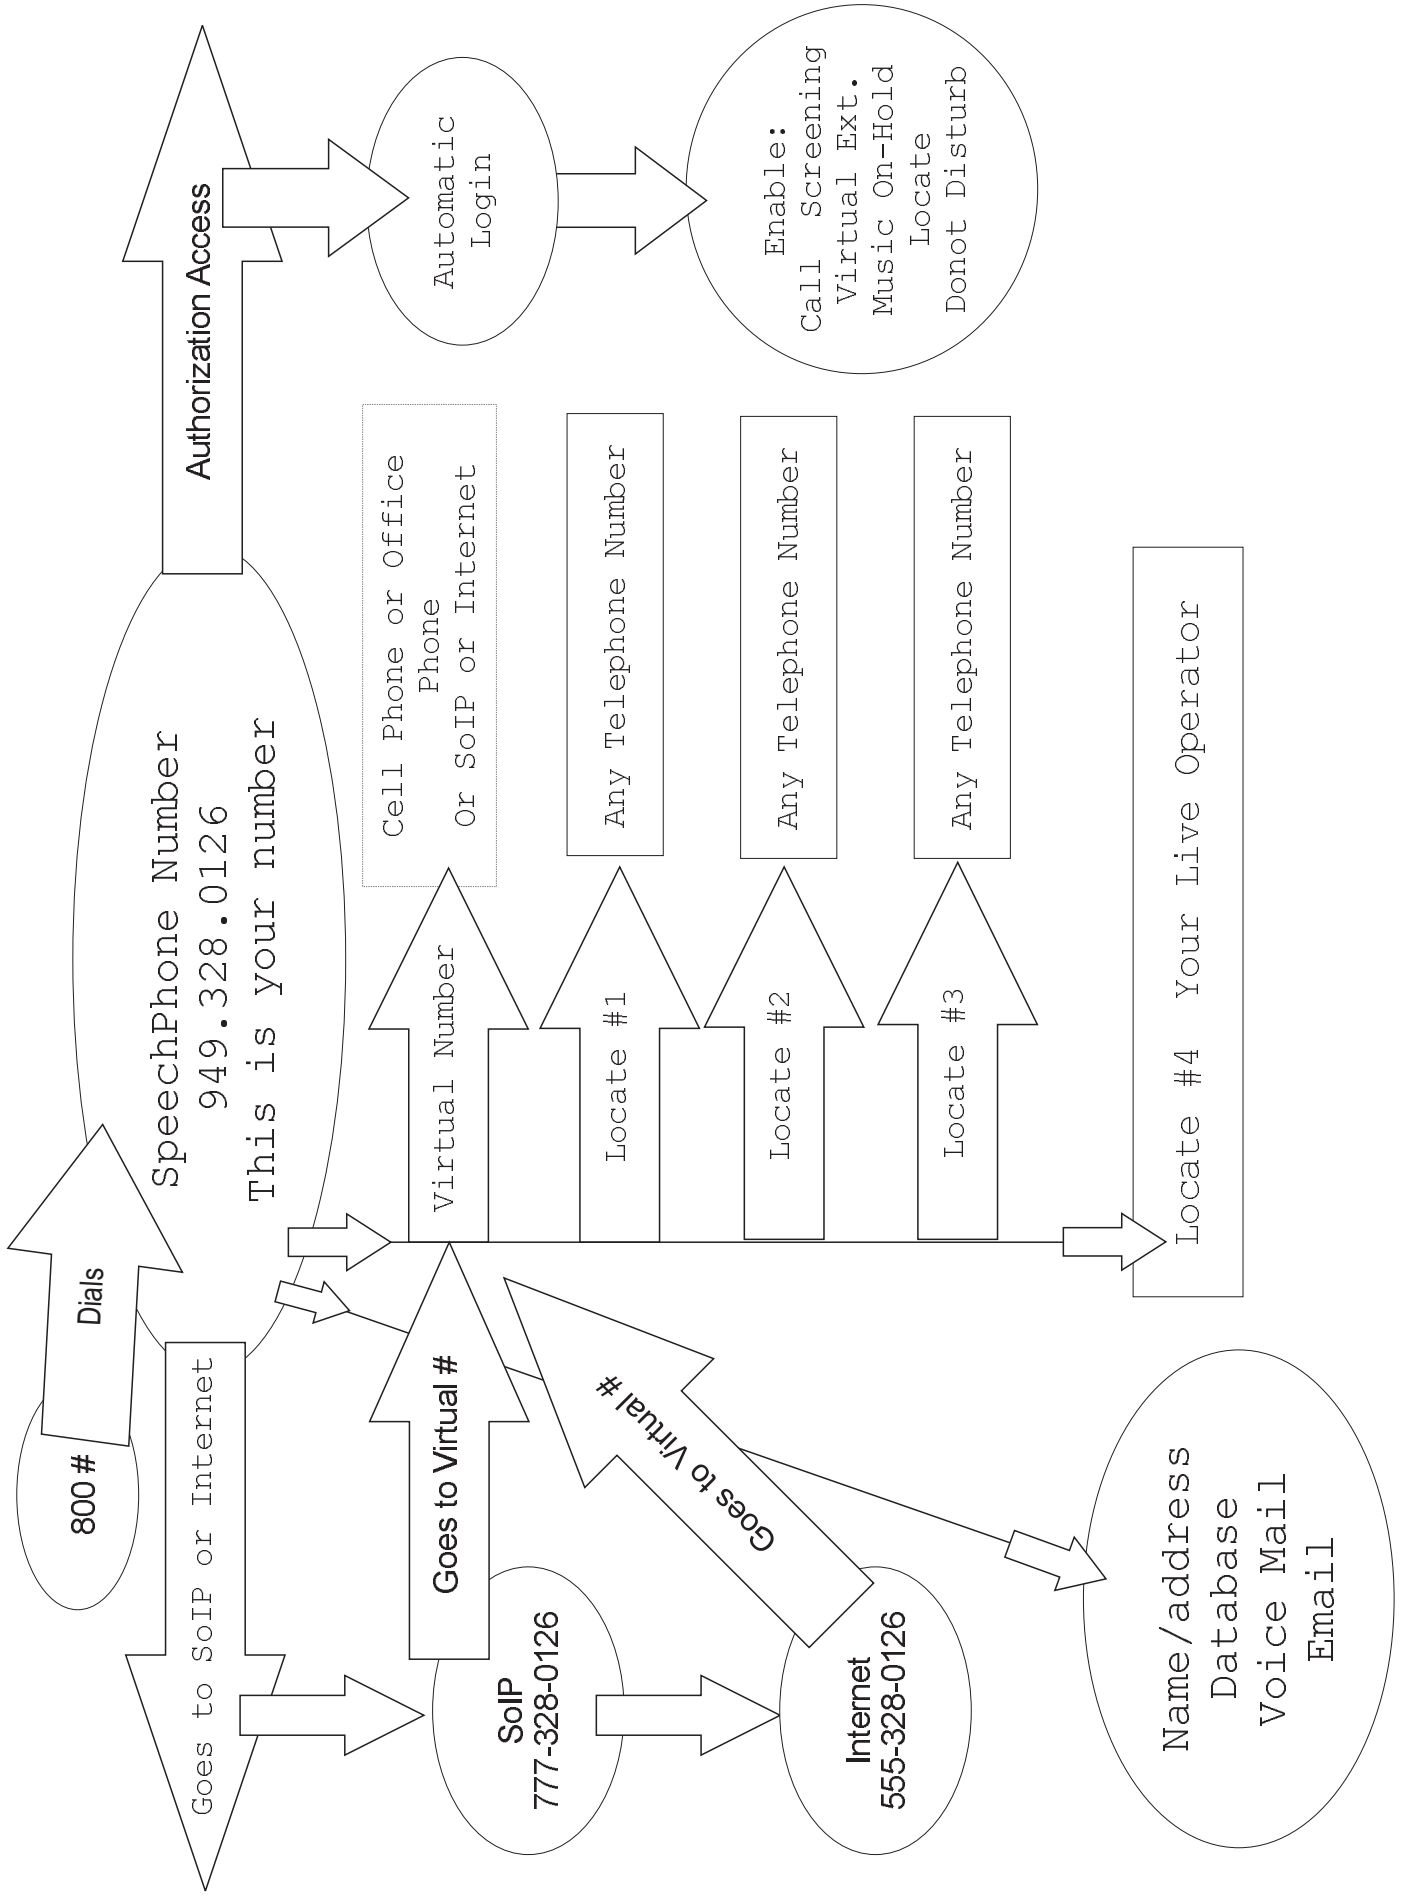 800 #
Dials
SpeechPhone Number
949.328.0126
This is your number
Authorization Access
Goes to SoIP or Internet
Automatic
Login
Enable:
Call Screening
Virtual Ext.
Music On-Hold
Locate
Donot Disturb
SoIP
777-328-0126
Goes to Virtual #
Virtual Number
Cell Phone or Office
Phone
Or SoIP or Internet
Locate #1
Any Telephone Number
Internet
555-328-0126
Goes to Virtual #
Locate #2
Any Telephone Number
Locate #3
Any Telephone Number
Locate #4 Your Live Operator
Name/address
Database
Voice Mail
Email